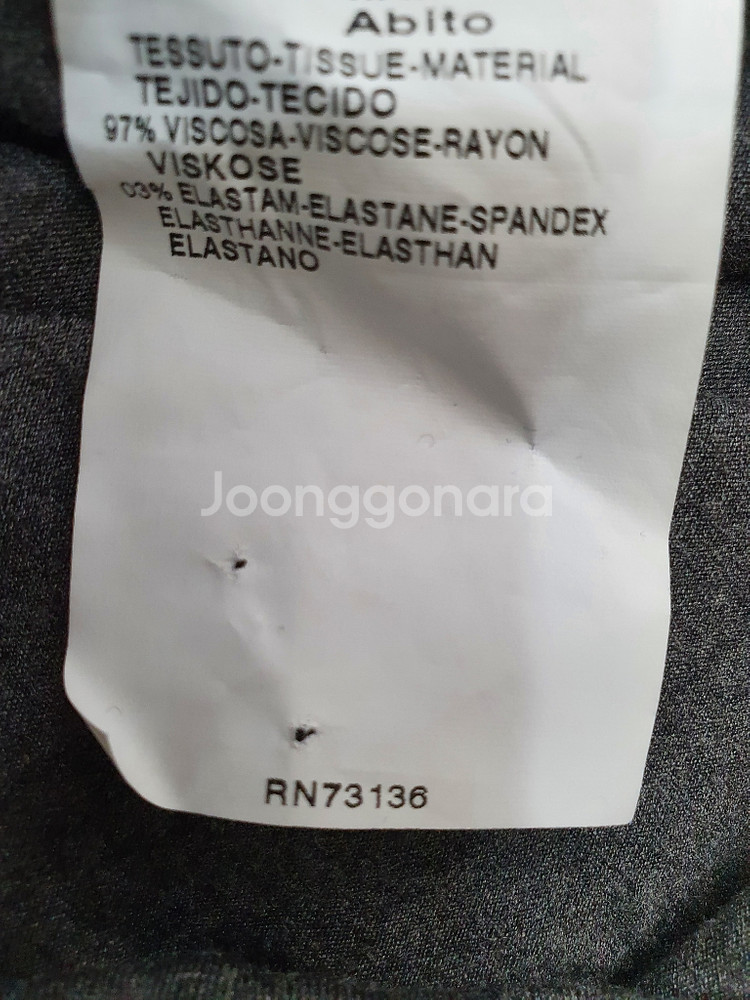 Abito
TESSUTO-TISSUE-MATERIAL
TEJIDO-TECIDO
97% VISCOSA-VISCOSE-RAYON
VISKOSE
03% ELASTAM-ELASTANE-SPANDEX
ELASTHANNE-ELASTHAN
ELASTANO
Joonggonara
RN73136